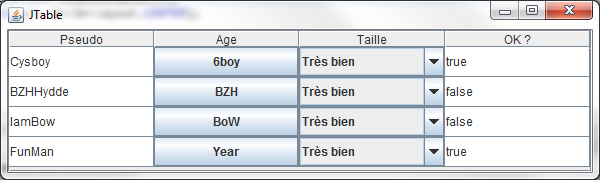 JTable
Pseudo Age Taille OK ?
Cysboy 6boy Très bien true
BZHHydde BZH Très bien false
IamBow BoW Très bien false
FunMan Year Très bien true